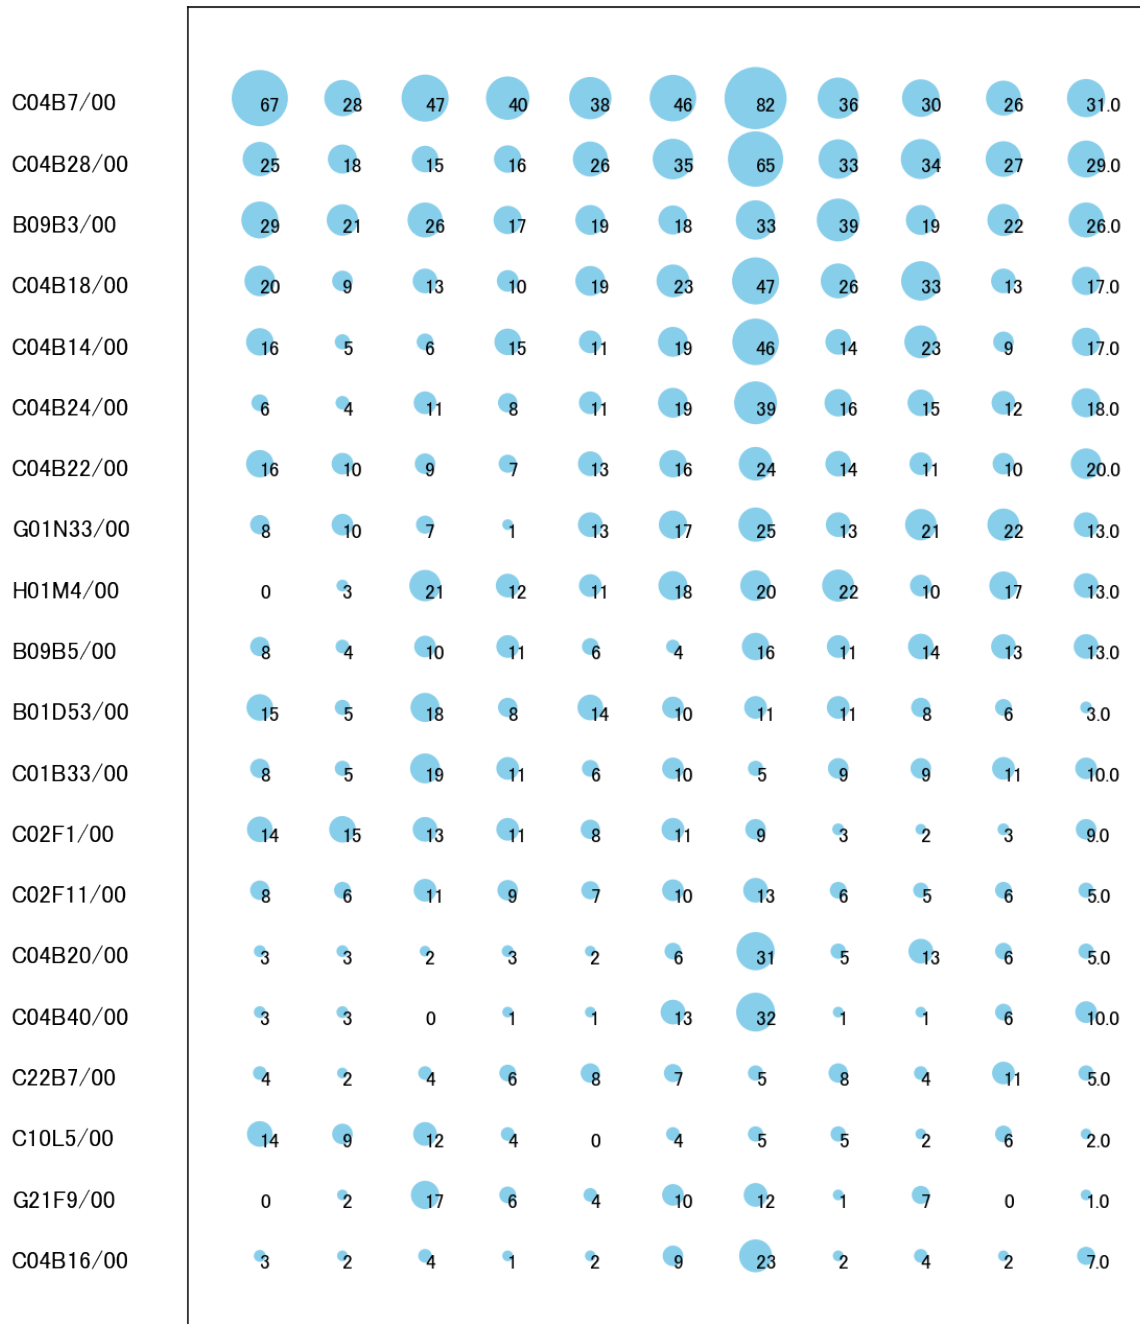 C04B7/00 67 28 47 40 38 46 82 36 30 26 31.0
C04B28/00 25 18 15 16 26 35 65 33 34 27 29.0
B09B3/00 29 21 26 17 19 18 33 39 19 22 26.0
C04B18/00 20 9 13 10 19 23 47 26 33 13 17.0
C04B14/00 16 5 6 15 11 19 46 14 23 9 17.0
C04B24/00 6 4 11 8 11 19 39 16 15 12 18.0
C04B22/00 16 10 9 7 13 16 24 14 11 10 20.0
G01N33/00 8 10 7 1 13 17 25 13 21 22 13.0
H01M4/00 0 3 21 12 11 18 20 22 10 17 13.0
B09B5/00 8 4 10 11 6 4 16 11 14 13 13.0
B01D53/00 15 5 18 8 14 10 11 11 8 6 3.0
C01B33/00 8 5 19 11 6 10 5 9 9 11 10.0
C02F1/00 14 15 13 11 8 11 9 3 2 3 9.0
C02F11/00 8 6 11 9 7 10 13 6 5 6 5.0
C04B20/00 3 3 2 3 2 6 31 5 13 6 5.0
C04B40/00 3 3 0 1 1 13 32 1 1 6 10.0
C22B7/00 4 2 4 6 8 7 5 8 4 11 5.0
C10L5/00 14 9 12 4 0 4 5 5 2 6 2.0
G21F9/00 0 2 17 6 4 10 12 1 7 0 1.0
C04B16/00 3 2 4 1 2 9 23 2 4 2 7.0